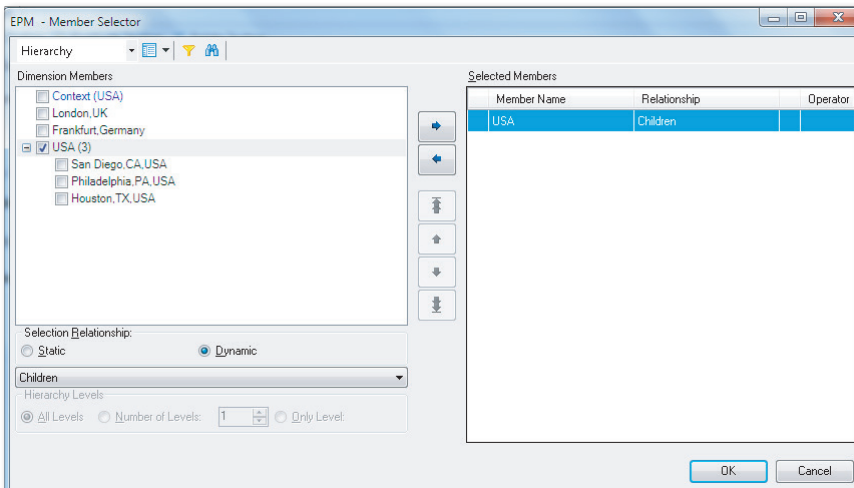 EPM - Member Selector
Hierarchy
Dimension Members
Context (USA)
London,UK
Frankfurt,Germany
USA (3)
San Diego,CA,USA
Philadelphia,PA,USA
Houston,TX,USA
Selection Relationship:
Static Dynamic
Children
Hierarchy Levels
All Levels Number of Levels: 1 Only Level:
Selected Members
Member Name Relationship Operator
USA Children
OK Cancel